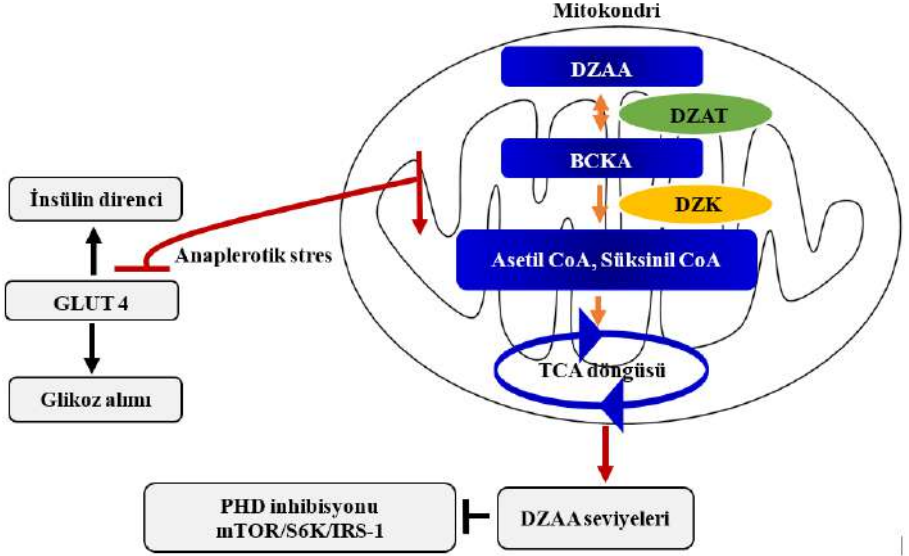 Mitokondri
DZAA
DZAT
BCKA
DZK
Asetil CoA, Süksinil CoA
TCA döngüsü
İnsülin direnci
Anaplerotik stres
GLUT 4
Glikoz alımı
PHD inhibisyonu
mTOR/S6K/IRS-1
DZAA seviyeleri